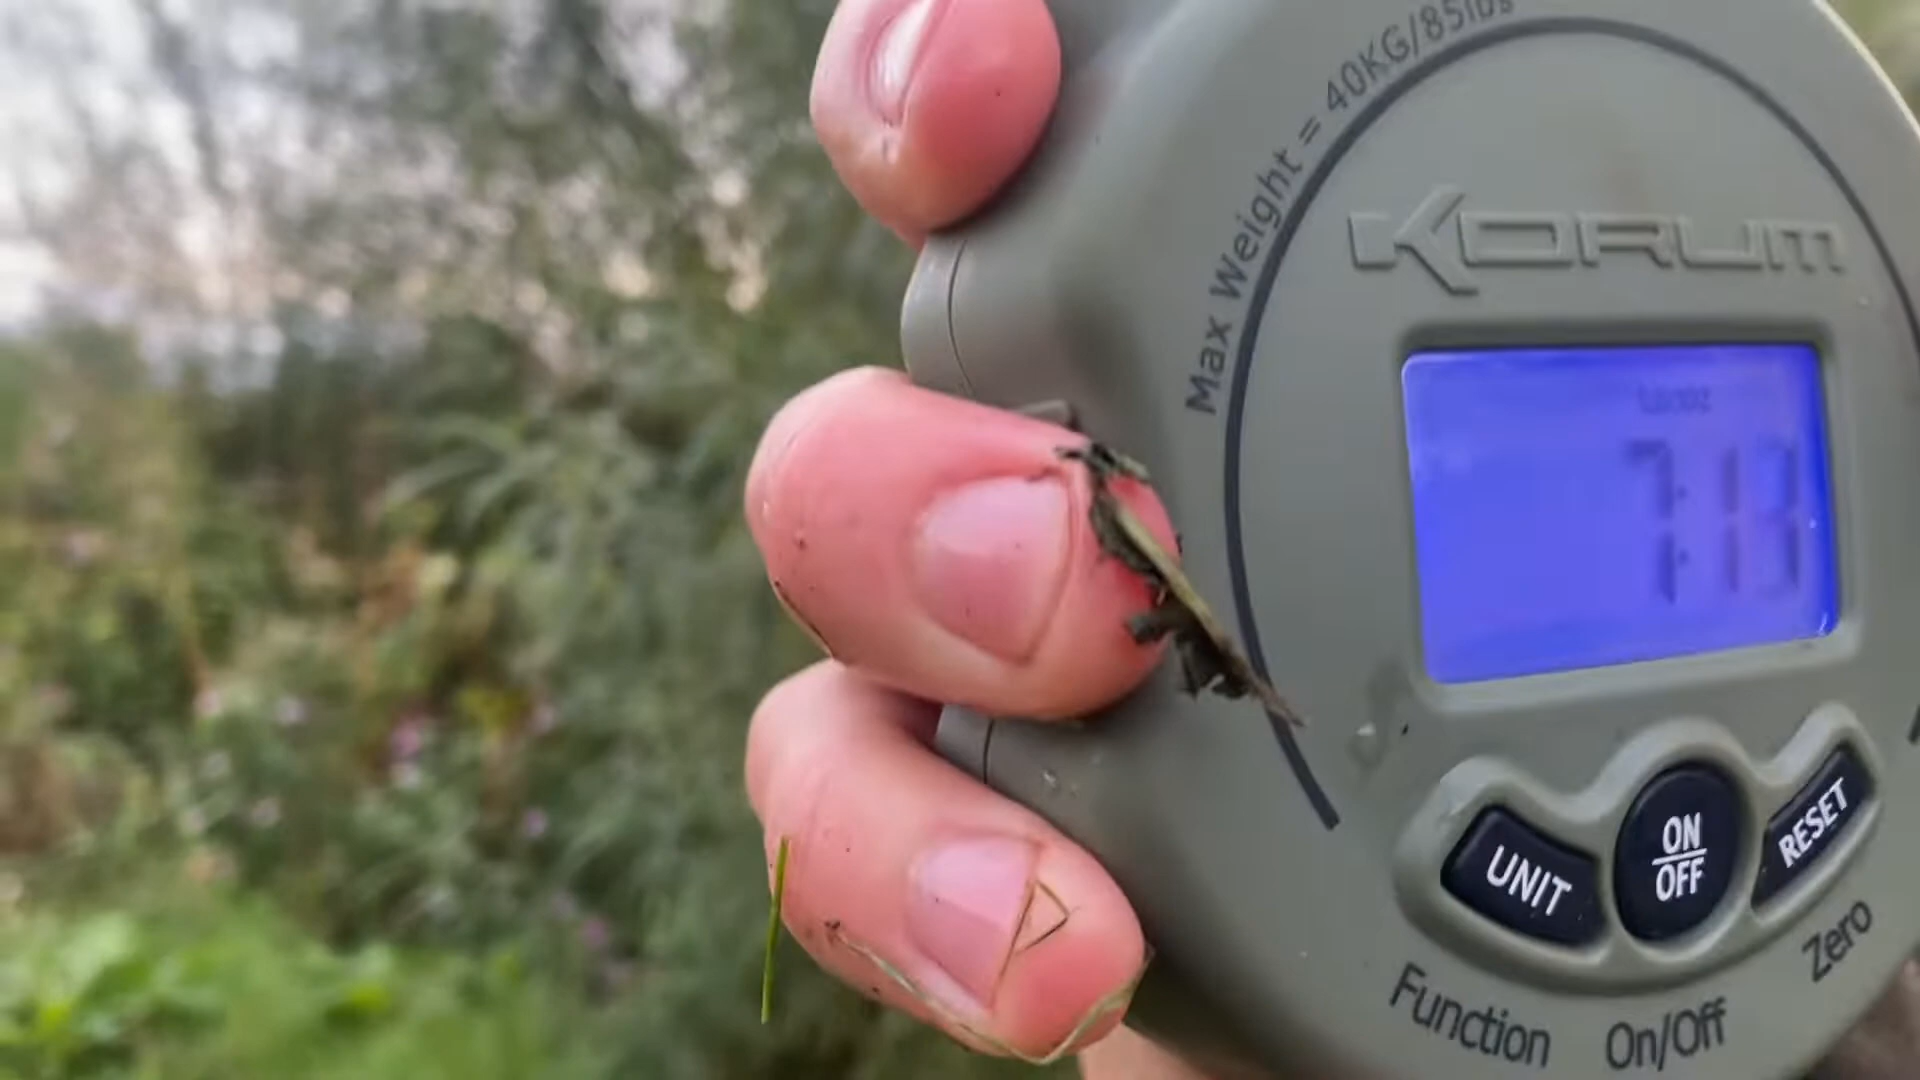 Max Weight = 40KG/85lbs
KORUM
7:13
UNIT
ON
OFF
RESET
Function
On/Off
Zero